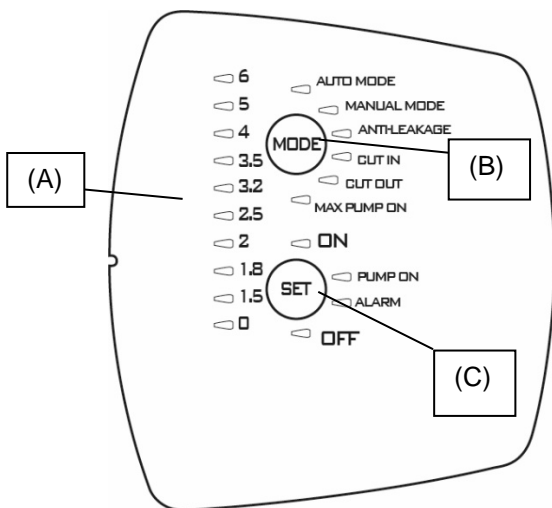 6
5
4
3.5
3.2
2.5
2
1.8
1.5
0
AUTO MODE
MANUAL MODE
ANTI-LEAKAGE
CUT IN
CUT OUT
MAX PUMP ON
MODE
ON
SET
PUMP ON
ALARM
OFF
(A)
(B)
(C)